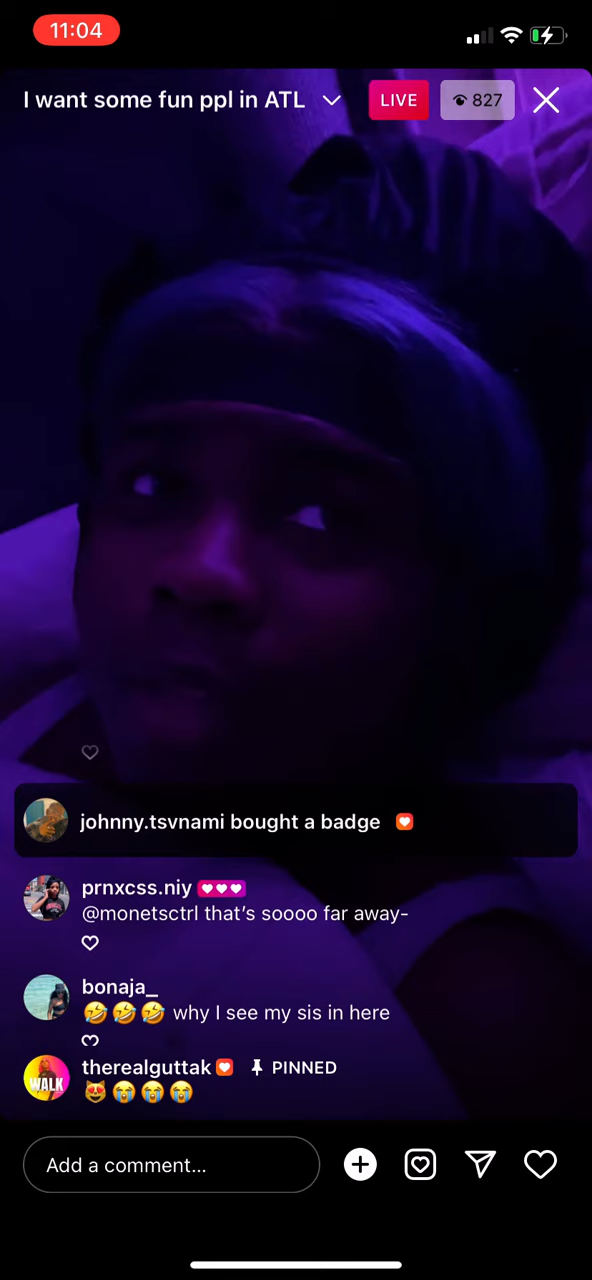 11:04
I want some fun ppl in ATL
LIVE
827
johnny.tsvnami bought a badge
prnxcss.niy
@monetsctrl that’s soooo far away-
bonaja_
🤣🤣🤣 why I see my sis in here
therealguttak PINNED
WALK
😻😭😭😭
Add a comment...